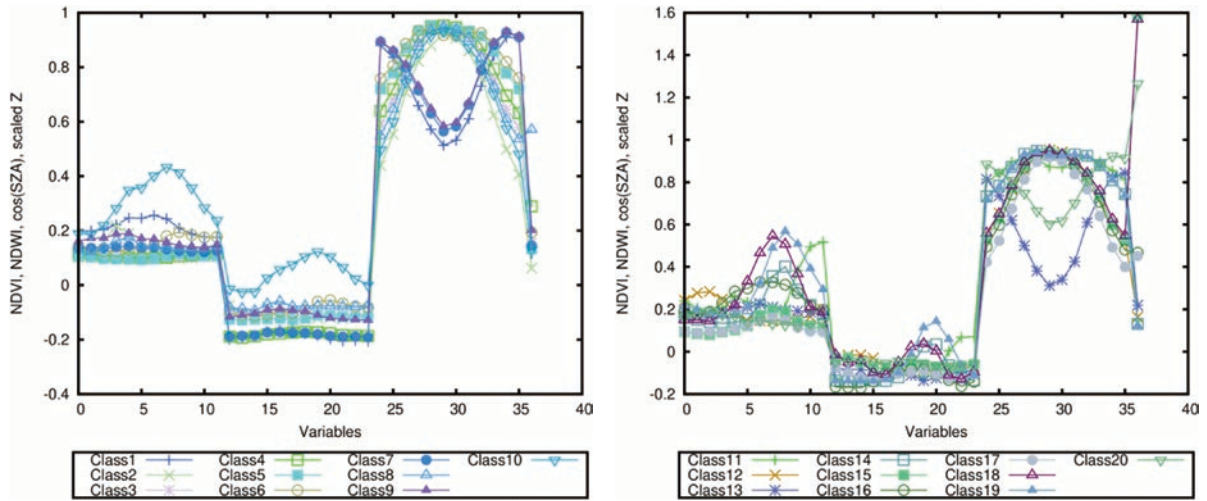 NDVI, NDWI, cos(SZA), scaled Z
1
0.8
0.6
0.4
0.2
0
-0.2
-0.4
0 5 10 15 20 25 30 35 40
Variables
Class1 Class4 Class7 Class10
Class2 Class5 Class8
Class3 Class6 Class9
NDVI, NDWI, cos(SZA), scaled Z
1.6
1.4
1.2
1
0.8
0.6
0.4
0.2
0
-0.2
0 5 10 15 20 25 30 35 40
Variables
Class11 Class14 Class17 Class20
Class12 Class15 Class18
Class13 Class16 Class19